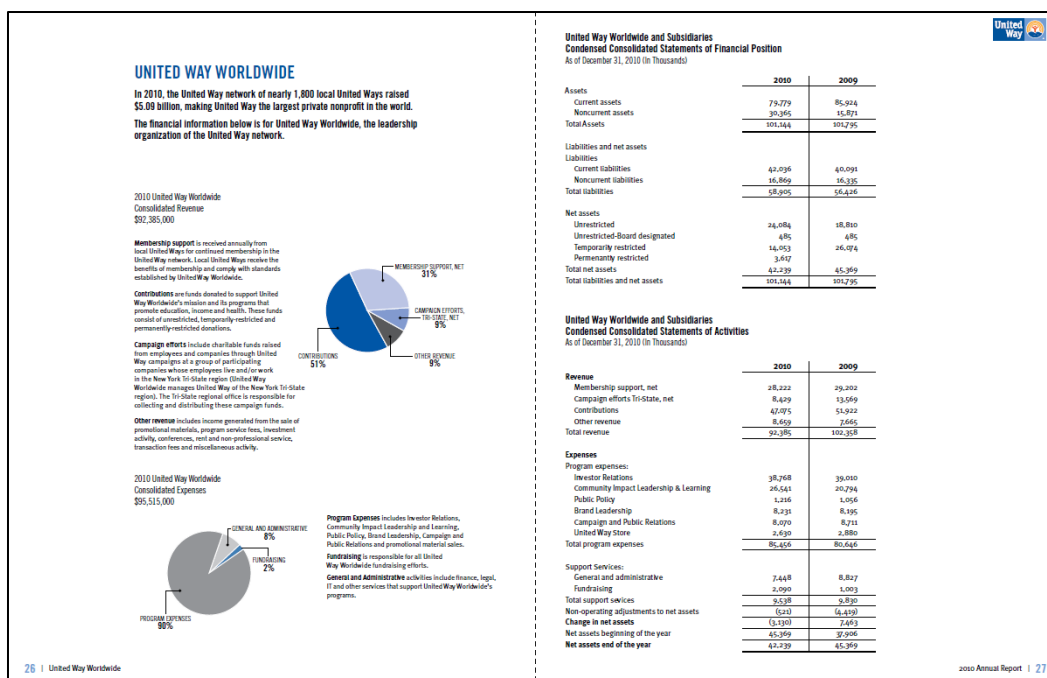 UNITED WAY WORLDWIDE
In 2010, the United Way network of nearly 1,800 local United Ways raised
$5.09 billion, making United Way the largest private nonprofit in the world.
The financial information below is for United Way Worldwide, the leadership
organization of the United Way network.
2010 United Way Worldwide
Consolidated Revenue
$92,385,000
Membership support is received annually from
local United Ways for continued membership in the
United Way network. Local United Ways receive the
benefits of membership and comply with standards
established by United Way Worldwide.
Contributions are funds donated to support United
Way Worldwide's mission and its programs that
promote education, income and health. These funds
consist of unrestricted, temporarily-restricted and
permanently-restricted donations.
Campaign efforts include charitable funds raised
from employees and companies through United
Way campaigns at a group of participating
companies whose employees live and/or work
in the New York Tri-State region (United Way
Worldwide manages United Way of the New York Tri-State
region). The Tri-State regional office is responsible for
collecting and distributing these campaign funds.
Other revenue includes income generated from the sale of
promotional materials, program service fees, investment
activity, conferences, rent and non-professional service,
transaction fees and miscellaneous activity.
MEMBERSHIP SUPPORT, NET
31%
CAMPAIGN EFFORTS,
TRI-STATE, NET
9%
OTHER REVENUE
9%
CONTRIBUTIONS
51%
2010 United Way Worldwide
Consolidated Expenses
$95,515,000
GENERAL AND ADMINISTRATIVE
8%
FUNDRAISING
2%
PROGRAM EXPENSES
90%
Program Expenses includes Investor Relations,
Community Impact Leadership and Learning,
Public Policy, Brand Leadership, Campaign and
Public Relations and promotional material sales.
Fundraising is responsible for all United
Way Worldwide fundraising efforts.
General and Administrative activities include finance, legal,
IT and other services that support United Way Worldwide's
programs.
26 | United Way Worldwide
United
Way
United Way Worldwide and Subsidiaries
Condensed Consolidated Statements of Financial Position
As of December 31, 2010 (In Thousands)
2010 2009
Assets
Current assets 79,779 85,924
Noncurrent assets 30,365 15,871
Total Assets 101,144 101,795
Liabilities and net assets
Liabilities
Current liabilities 42,036 40,091
Noncurrent liabilities 16,869 16,335
Total liabilities 58,905 56,426
Net assets
Unrestricted 24,084 18,810
Unrestricted-Board designated 485 485
Temporarity restricted 14,053 26,074
Permenantly restricted 3,617
Total net assets 42,239 45,369
Total liabilities and net assets 101,144 101,795
United Way Worldwide and Subsidiaries
Condensed Consolidated Statements of Activities
As of December 31, 2010 (In Thousands)
2010 2009
Revenue
Membership support, net 28,222 29,202
Campaign efforts Tri-State, net 8,429 13,569
Contributions 47,075 51,922
Other revenue 8,659 7,665
Total revenue 92,385 102,358
Expenses
Program expenses:
Investor Relations 38,768 39,010
Community Impact Leadership & Learning 26,541 20,794
Public Policy 1,216 1,056
Brand Leadership 8,231 8,195
Campaign and Public Relations 8,070 8,711
United Way Store 2,630 2,880
Total program expenses 85,456 80,646
Support Services:
General and administrative 7,448 8,827
Fundraising 2,090 1,003
Total support sevices 9,538 9,830
Non-operating adjustments to net assets (521) (4,419)
Change in net assets (3,130) 7,463
Net assets beginning of the year 45,369 37,906
Net assets end of the year 42,239 45,369
2010 Annual Report | 27